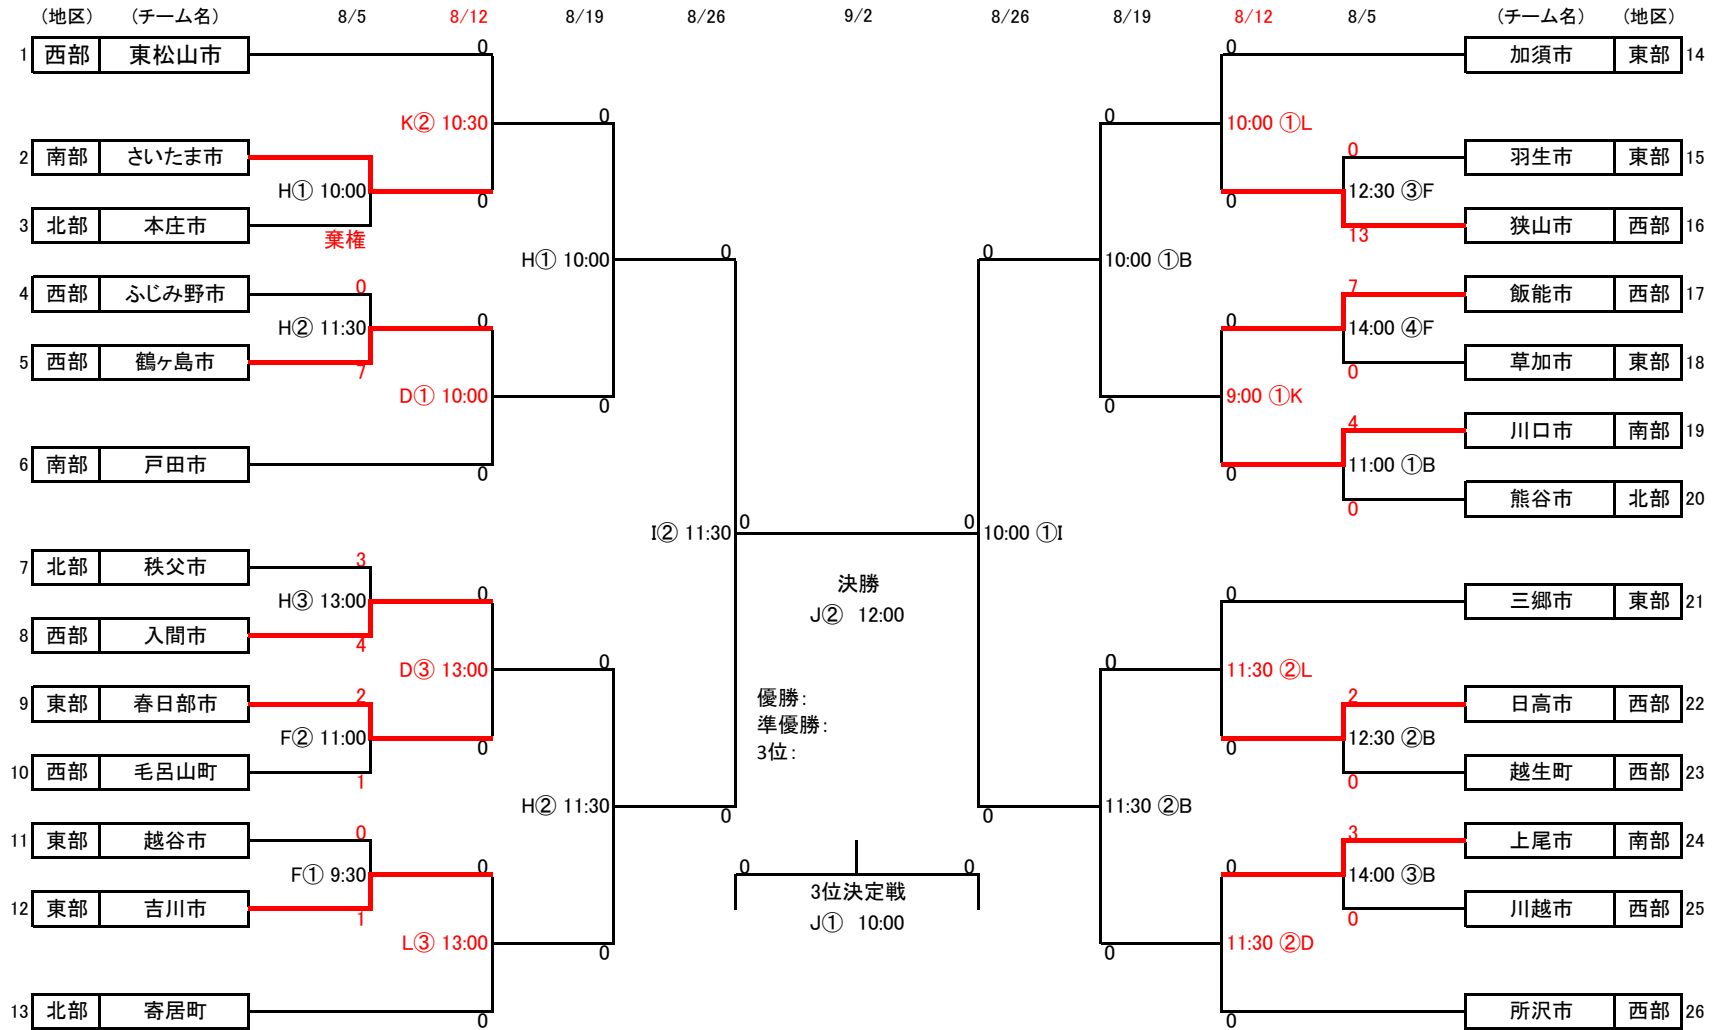 （地区） （チーム名） 8/5 8/12 8/19 8/26 9/2 8/26 8/19 8/12 8/5 （チーム名） （地区）
1 西部 東松山市 0 0 加須市 東部 14
K② 10:30 0 0 10:00 ①L
2 南部 さいたま市 0 羽生市 東部 15
H① 10:00 0 0 12:30 ③F
3 北部 本庄市 棄権 13 狭山市 西部 16
H① 10:00 0 0 10:00 ①B
4 西部 ふじみ野市 0 7 飯能市 西部 17
H② 11:30 0 0 14:00 ④F
5 西部 鶴ヶ島市 7 0 草加市 東部 18
D① 10:00 0 0 9:00 ①K
4 川口市 南部 19
6 南部 戸田市 0 0 11:00 ①B
0 熊谷市 北部 20
I② 11:30 0 0 10:00 ①I
7 北部 秩父市 3
決勝
H③ 13:00 0 0 三郷市 東部 21
J② 12:00
8 西部 入間市 4
D③ 13:00 0 0 11:30 ②L
9 東部 春日部市 2 優勝： 2 日高市 西部 22
準優勝：
F② 11:00 0 0 12:30 ②B
3位：
10 西部 毛呂山町 1 0 越生町 西部 23
H② 11:30 0 0 11:30 ②B
11 東部 越谷市 0 3 上尾市 南部 24
F① 9:30 0 0 0 0 14:00 ③B
3位決定戦
12 東部 吉川市 1 0 川越市 西部 25
J① 10:00
L③ 13:00 0 0 11:30 ②D
13 北部 寄居町 0 0 所沢市 西部 26